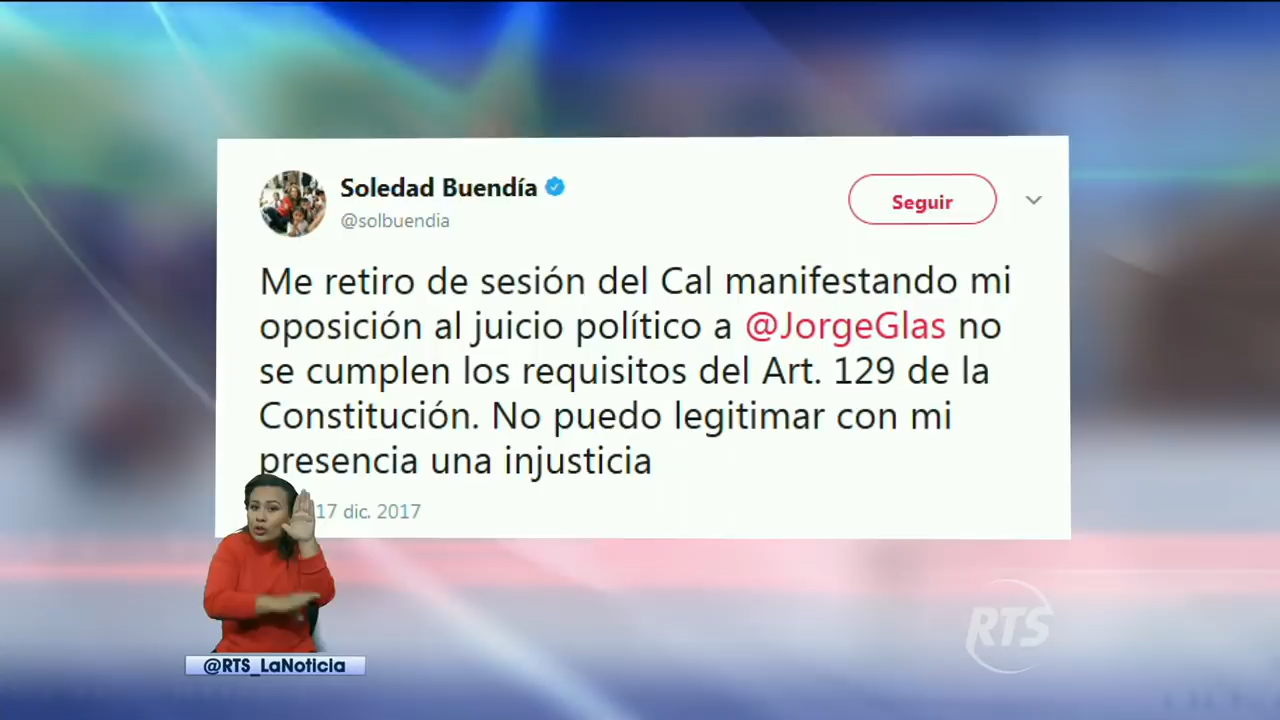 Soledad Buendía
@solbuendia
Seguir
Me retiro de sesión del Cal manifestando mi
oposición al juicio político a @JorgeGlas no
se cumplen los requisitos del Art. 129 de la
Constitución. No puedo legitimar con mi
presencia una injusticia
17 dic. 2017
RTS
@RTS_LaNoticia